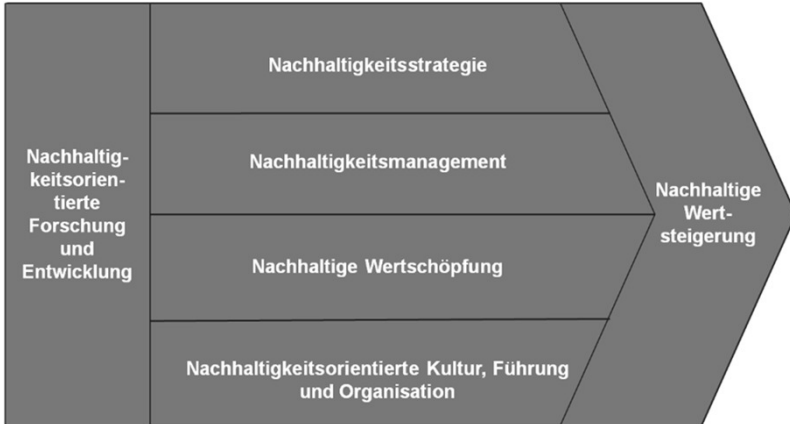 Nachhaltig-
keitsorien-
tierte
Forschung
und
Entwicklung
Nachhaltigkeitsstrategie
Nachhaltigkeitsmanagement
Nachhaltige Wertschöpfung
Nachhaltigkeitsorientierte Kultur, Führung
und Organisation
Nachhaltige
Wert-
steigerung